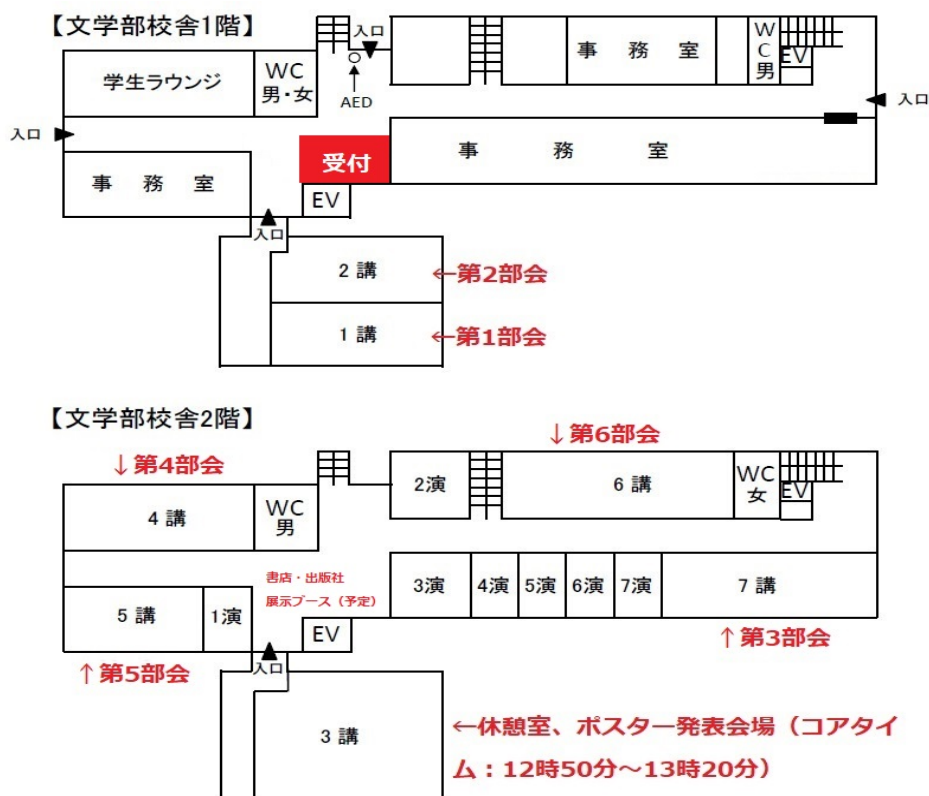 【文学部校舎1階】
入口
学生ラウンジ
WC
男・女
AED
事 務 室
WC男
EV
入口
入口
受付
事 務 室
事 務 室
EV
入口
2 講
←第2部会
1 講
←第1部会
【文学部校舎2階】
↓第6部会
↓第4部会
4 講
WC
男
2演
6 講
WC
女
EV
書店・出版社
展示ブース（予定）
3演
4演
5演
6演
7演
7 講
5 講
1演
EV
↑第3部会
↑第5部会
入口
3 講
←休憩室、ポスター発表会場（コアタイ
ム：12時50分～13時20分）